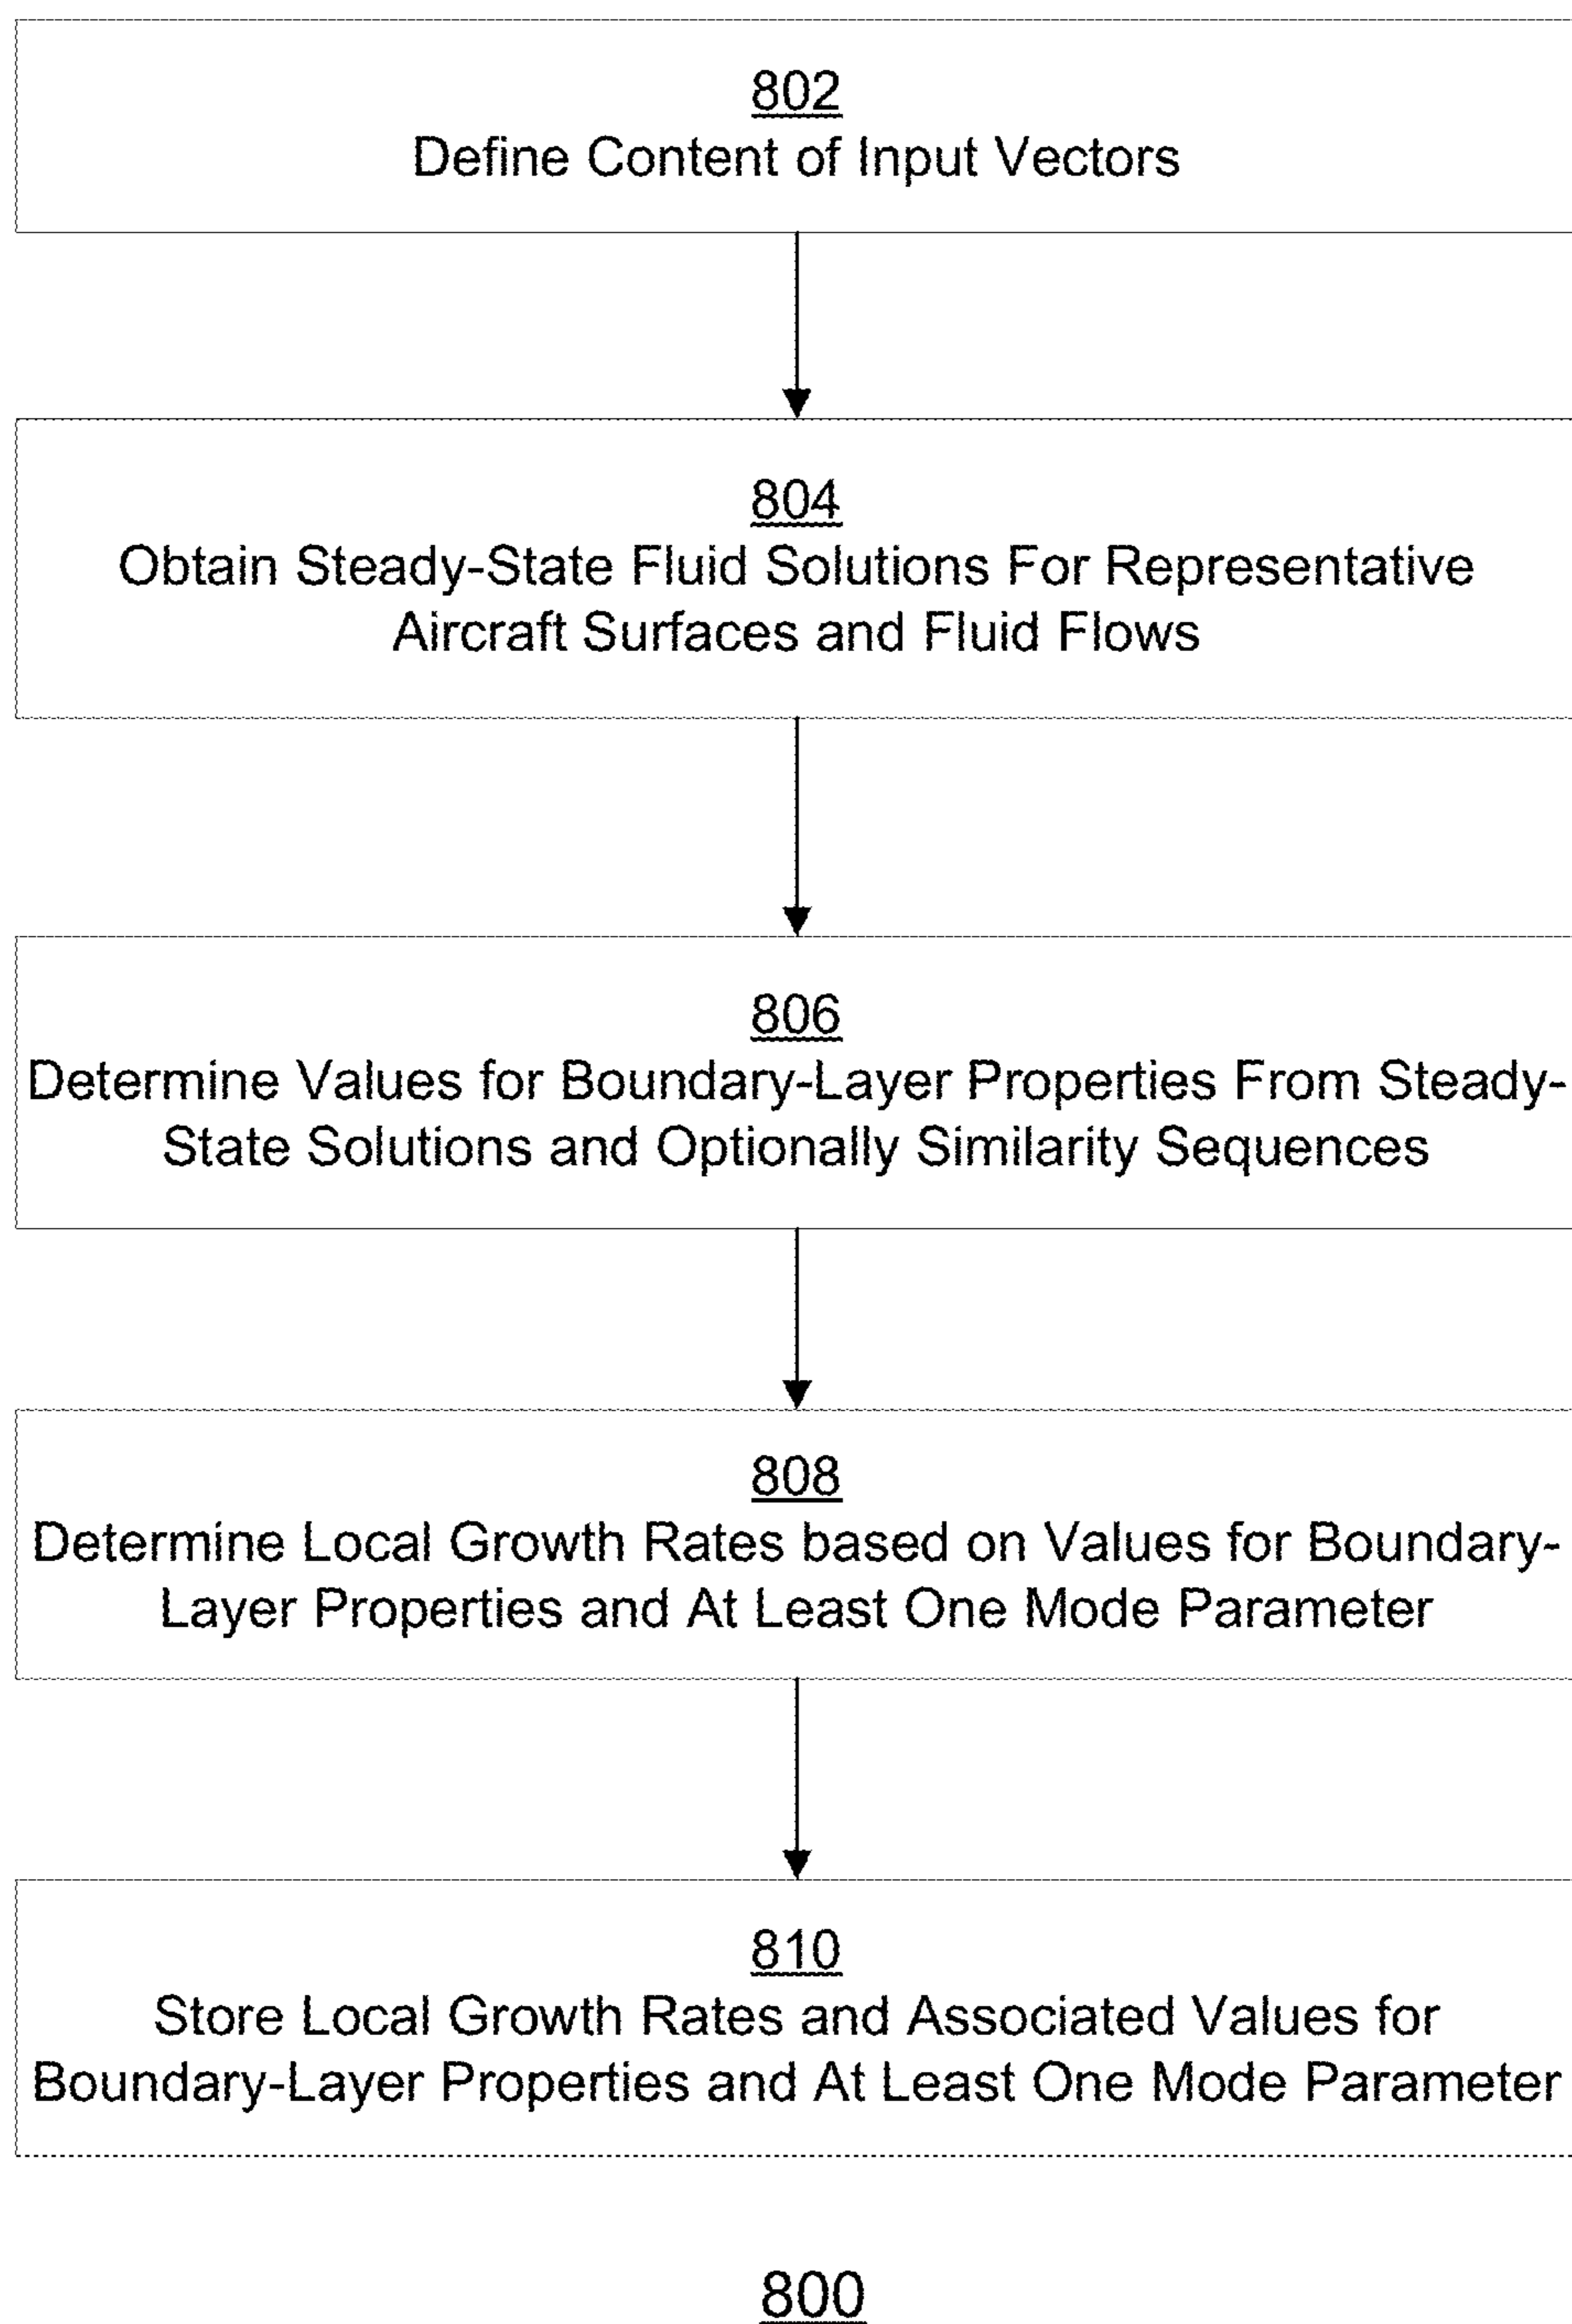 802
Define Content of Input Vectors
804
Obtain Steady-State Fluid Solutions For Representative
Aircraft Surfaces and Fluid Flows
806
Determine Values for Boundary-Layer Properties From Steady-
State Solutions and Optionally Similarity Sequences
808
Determine Local Growth Rates based on Values for Boundary-
Layer Properties and At Least One Mode Parameter
810
Store Local Growth Rates and Associated Values for
Boundary-Layer Properties and At Least One Mode Parameter
800